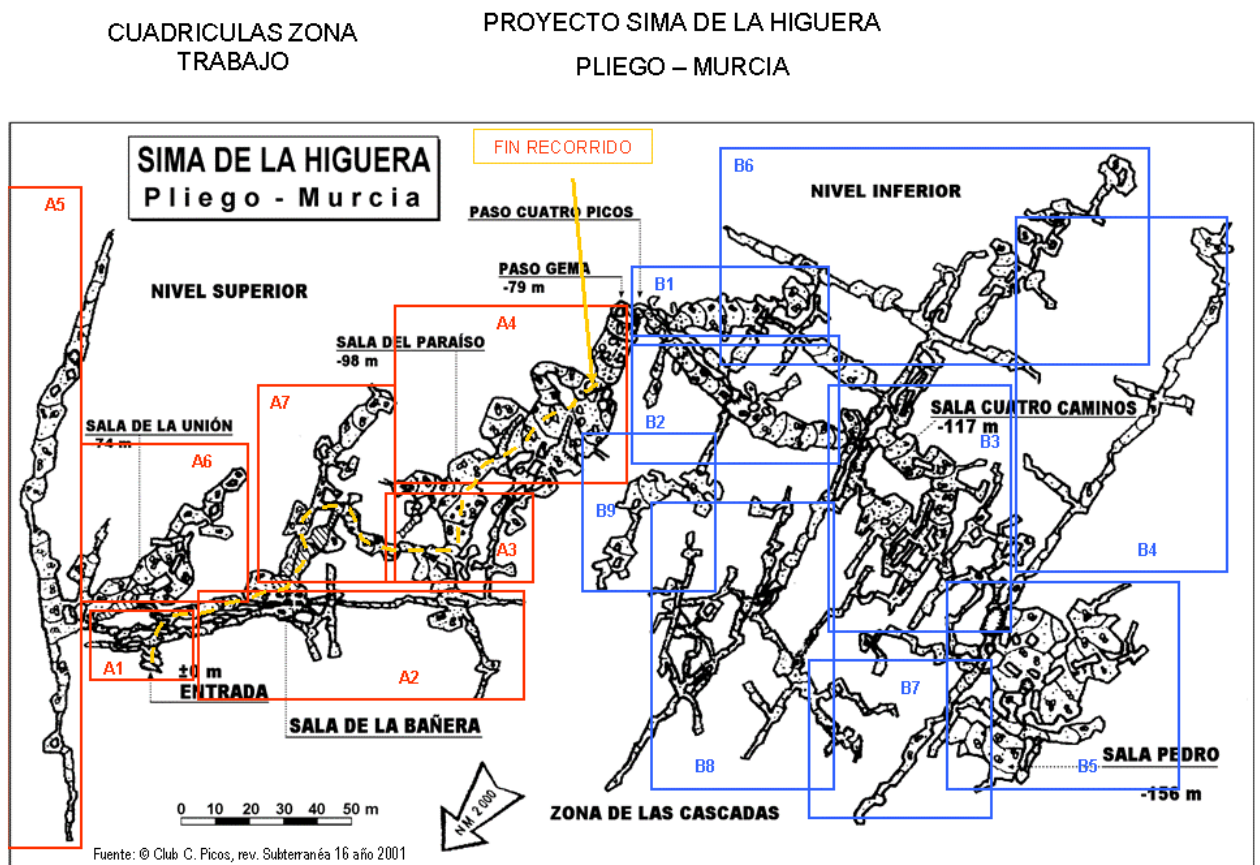 CUADRICULAS ZONA
TRABAJO
PROYECTO SIMA DE LA HIGUERA
PLIEGO – MURCIA
SIMA DE LA HIGUERA
Pliego - Murcia
FIN RECORRIDO
A5
B6
NIVEL INFERIOR
PASO CUATRO PICOS
PASO GEMA
-79 m
NIVEL SUPERIOR
B1
A4
SALA DEL PARAÍSO
-98 m
A7
SALA CUATRO CAMINOS
-117 m
SALA DE LA UNIÓN
-74 m
B2
B3
A6
B9
A3
B4
A1
±0 m
ENTRADA
A2
B7
SALA DE LA BAÑERA
SALA PEDRO
B8
B5
-156 m
ZONA DE LAS CASCADAS
NM 2000
0 10 20 30 40 50 m
Fuente: © Club C. Picos, rev. Subterranéa 16 año 2001